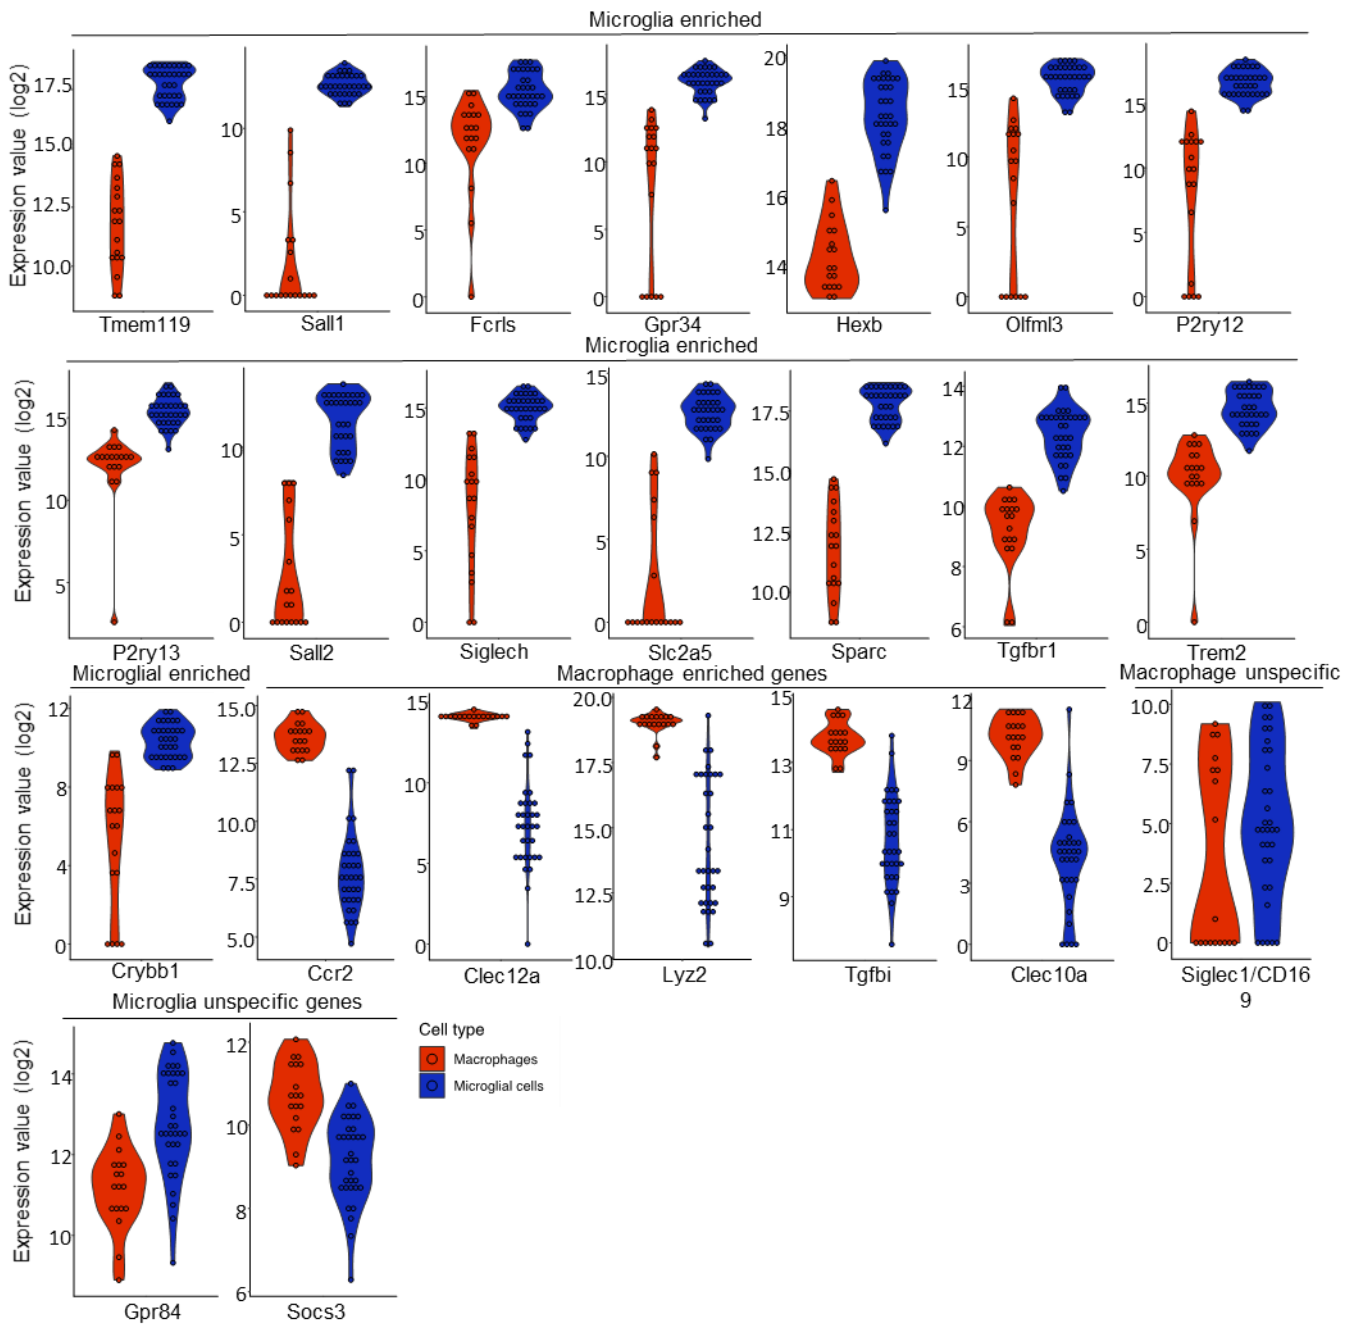 Microglia enriched
Expression value (log2)
17.5
15.0
12.5
10.0
Tmem119
10
5
0
Sall1
15
10
5
0
Fcrls
15
10
5
0
Gpr34
20
18
16
14
Hexb
15
10
5
0
Olfml3
15
10
5
0
P2ry12
Microglia enriched
Expression value (log2)
15
10
5
P2ry13
10
5
0
Sall2
15
10
5
0
Siglech
15
10
5
0
Slc2a5
17.5
15.0
12.5
10.0
Sparc
14
12
10
8
6
Tgfbr1
15
10
5
0
Trem2
Microglial enriched
Macrophage enriched genes
Macrophage unspecific
Expression value (log2)
12
8
4
0
Crybb1
15.0
12.5
10.0
7.5
5.0
Ccr2
15
10
5
0
Clec12a
20.0
17.5
15.0
12.5
10.0
Lyz2
15
13
11
9
Tgfbi
12
9
6
3
0
Clec10a
10.0
7.5
5.0
2.5
0
Siglec1/CD16
9
Microglia unspecific genes
Expression value (log2)
14
12
10
Gpr84
12
10
8
6
Socs3
Cell type
Macrophages
Microglial cells